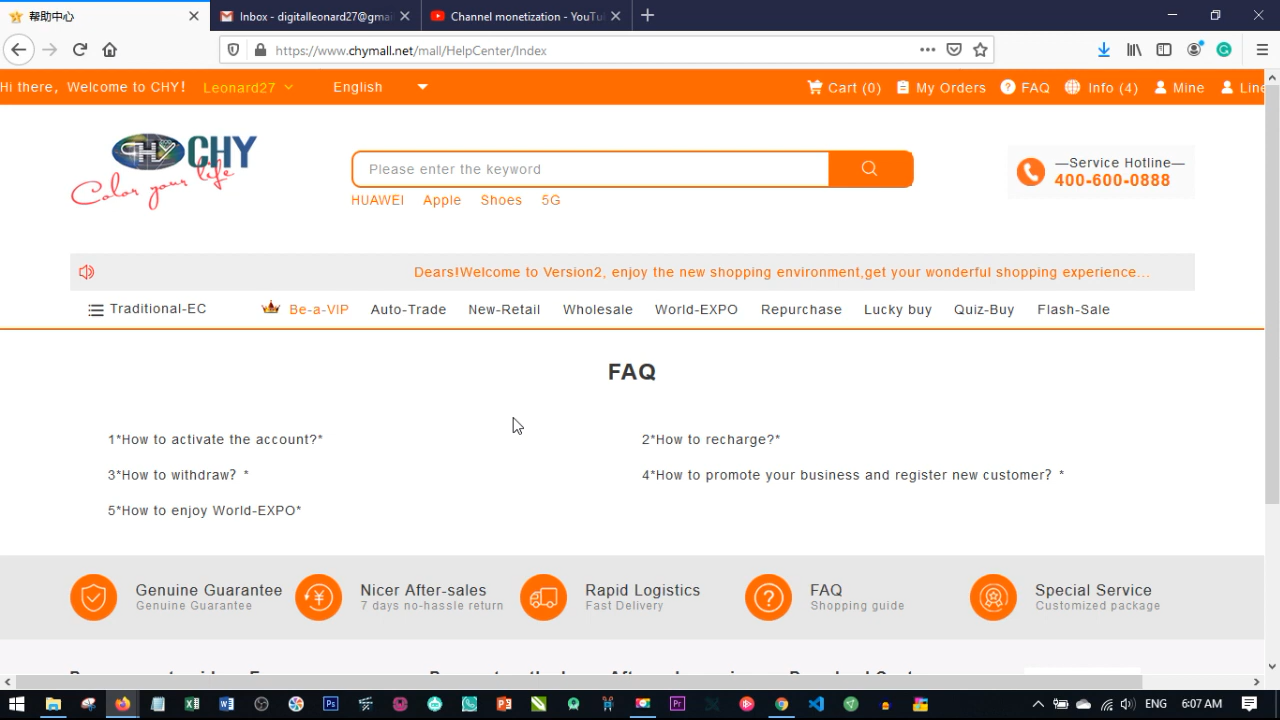 帮助中心
Inbox - digitalleonard27@gmai
Channel monetization - YouTu
https://www.chymall.net/mall/HelpCenter/Index
Hi there, Welcome to CHY!
Leonard27
English
Cart (0)
My Orders
FAQ
Info (4)
Mine
Line
CHY CHY
Color your life
Please enter the keyword
HUAWEI Apple Shoes 5G
—Service Hotline—
400-600-0888
Dears!Welcome to Version2, enjoy the new shopping environment,get your wonderful shopping experience...
Traditional-EC
Be-a-VIP
Auto-Trade
New-Retail
Wholesale
World-EXPO
Repurchase
Lucky buy
Quiz-Buy
Flash-Sale
FAQ
1*How to activate the account?*
2*How to recharge?*
3*How to withdraw? *
4*How to promote your business and register new customer? *
5*How to enjoy World-EXPO*
Genuine Guarantee
Genuine Guarantee
Nicer After-sales
7 days no-hassle return
Rapid Logistics
Fast Delivery
FAQ
Shopping guide
Special Service
Customized package
ENG
6:07 AM